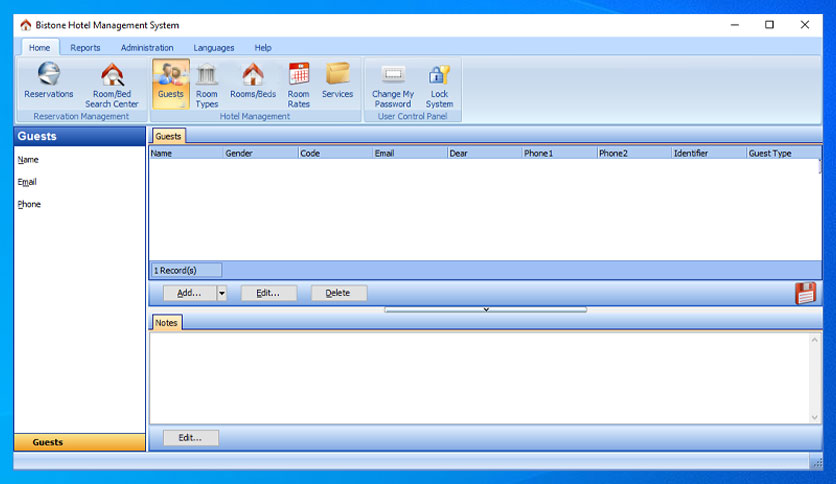 Bistone Hotel Management System
Home Reports Administration Languages Help
Reservations Room/Bed Search Center Guests Room Types Rooms/Beds Room Rates Services Change My Password Lock System
Reservation Management Hotel Management User Control Panel
Guests
Name
Email
Phone
Guests
Name Gender Code Email Dear Phone1 Phone2 Identifier Guest Type
1 Record(s)
Add... Edit... Delete
Notes
Edit...
Guests